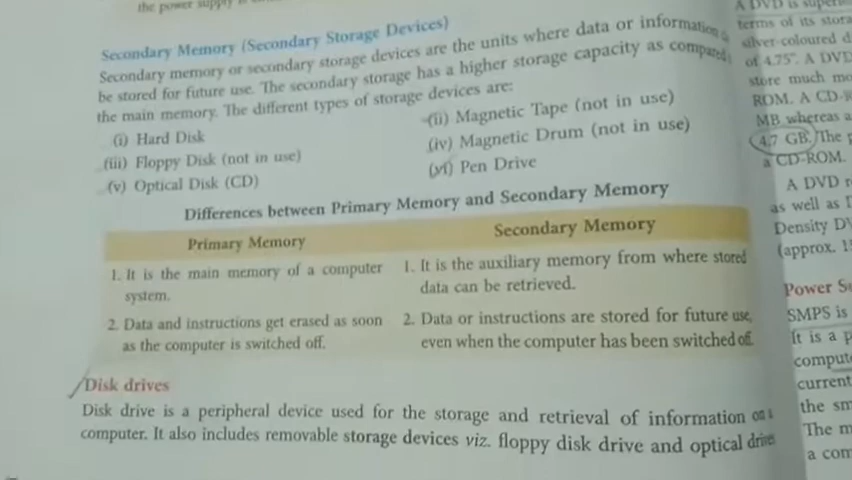 the power supply is
Secondary Memory (Secondary Storage Devices)
Secondary memory or secondary storage devices are the units where data or information
be stored for future use. The secondary storage has a higher storage capacity as compared
the main memory. The different types of storage devices are:
(i) Hard Disk
(ii) Magnetic Tape (not in use)
(iii) Floppy Disk (not in use)
(iv) Magnetic Drum (not in use)
(v) Optical Disk (CD)
(vi) Pen Drive
Differences between Primary Memory and Secondary Memory
Primary Memory
Secondary Memory
1. It is the main memory of a computer
system.
1. It is the auxiliary memory from where stored
data can be retrieved.
2. Data and instructions get erased as soon
as the computer is switched off.
2. Data or instructions are stored for future use,
even when the computer has been switched off.
Disk drives
Disk drive is a peripheral device used for the storage and retrieval of information on a
computer. It also includes removable storage devices viz. floppy disk drive and optical drives
A DVD is
terms of its
silver-coloured
of 4.75". A DVD
store much
ROM. A
MB whereas a
4.7 GB. The
a CD-ROM.
A DVD
as well as
Density
(approx.
Power
SMPS is
It is a
current
the
The
a